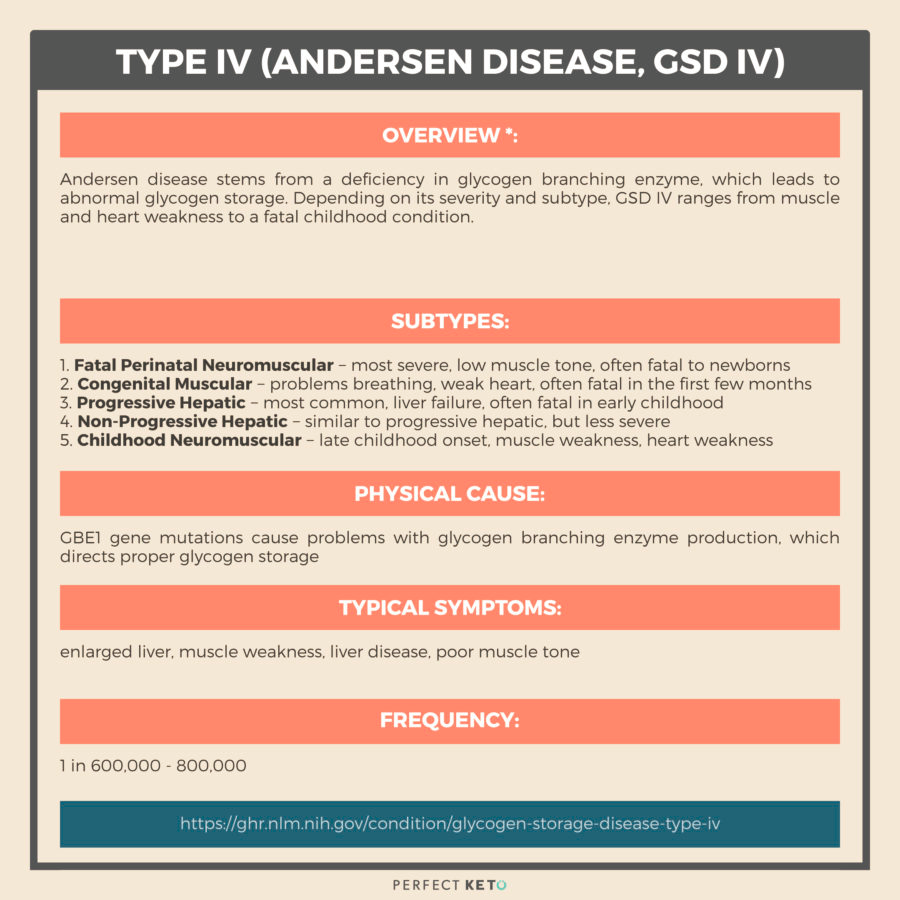 TYPE IV (ANDERSEN DISEASE, GSD IV)
OVERVIEW *:
Andersen disease stems from a deficiency in glycogen branching enzyme, which leads to
abnormal glycogen storage. Depending on its severity and subtype, GSD IV ranges from muscle
and heart weakness to a fatal childhood condition.
SUBTYPES:
1. Fatal Perinatal Neuromuscular – most severe, low muscle tone, often fatal to newborns
2. Congenital Muscular – problems breathing, weak heart, often fatal in the first few months
3. Progressive Hepatic – most common, liver failure, often fatal in early childhood
4. Non-Progressive Hepatic – similar to progressive hepatic, but less severe
5. Childhood Neuromuscular – late childhood onset, muscle weakness, heart weakness
PHYSICAL CAUSE:
GBE1 gene mutations cause problems with glycogen branching enzyme production, which
directs proper glycogen storage
TYPICAL SYMPTOMS:
enlarged liver, muscle weakness, liver disease, poor muscle tone
FREQUENCY:
1 in 600,000 - 800,000
https://ghr.nlm.nih.gov/condition/glycogen-storage-disease-type-iv
PERFECT KETO